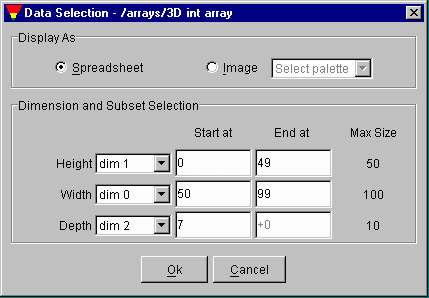 Data Selection - /arrays/3D int array
Display As
Spreadsheet Image Select palette
Dimension and Subset Selection
Start at End at Max Size
Height dim 1 0 49 50
Width dim 0 50 99 100
Depth dim 2 7 +0 10
Ok Cancel